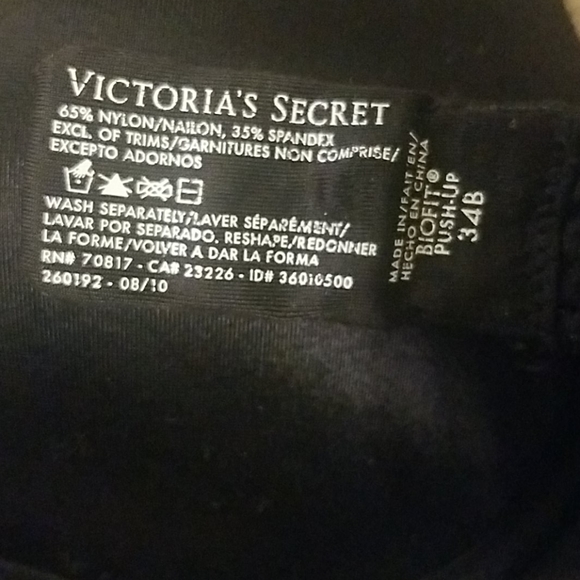 VICTORIA'S SECRET
65% NYLON/NAILON, 35% SPANDEX
EXCL. OF TRIMS/GARNITURES NON COMPRISE/
EXCEPTO ADORNOS
WASH SEPARATELY/LAVER SÉPARÉMENT/
LAVAR POR SEPARADO. RESHAPE/REDONNER
LA FORME/VOLVER A DAR LA FORMA
RN# 70817 - CA# 23226 - ID# 36010500
260192 - 08/10
MADE IN/FAIT EN/
HECHO EN CHINA
BIOFIT®
PUSH-UP
34B